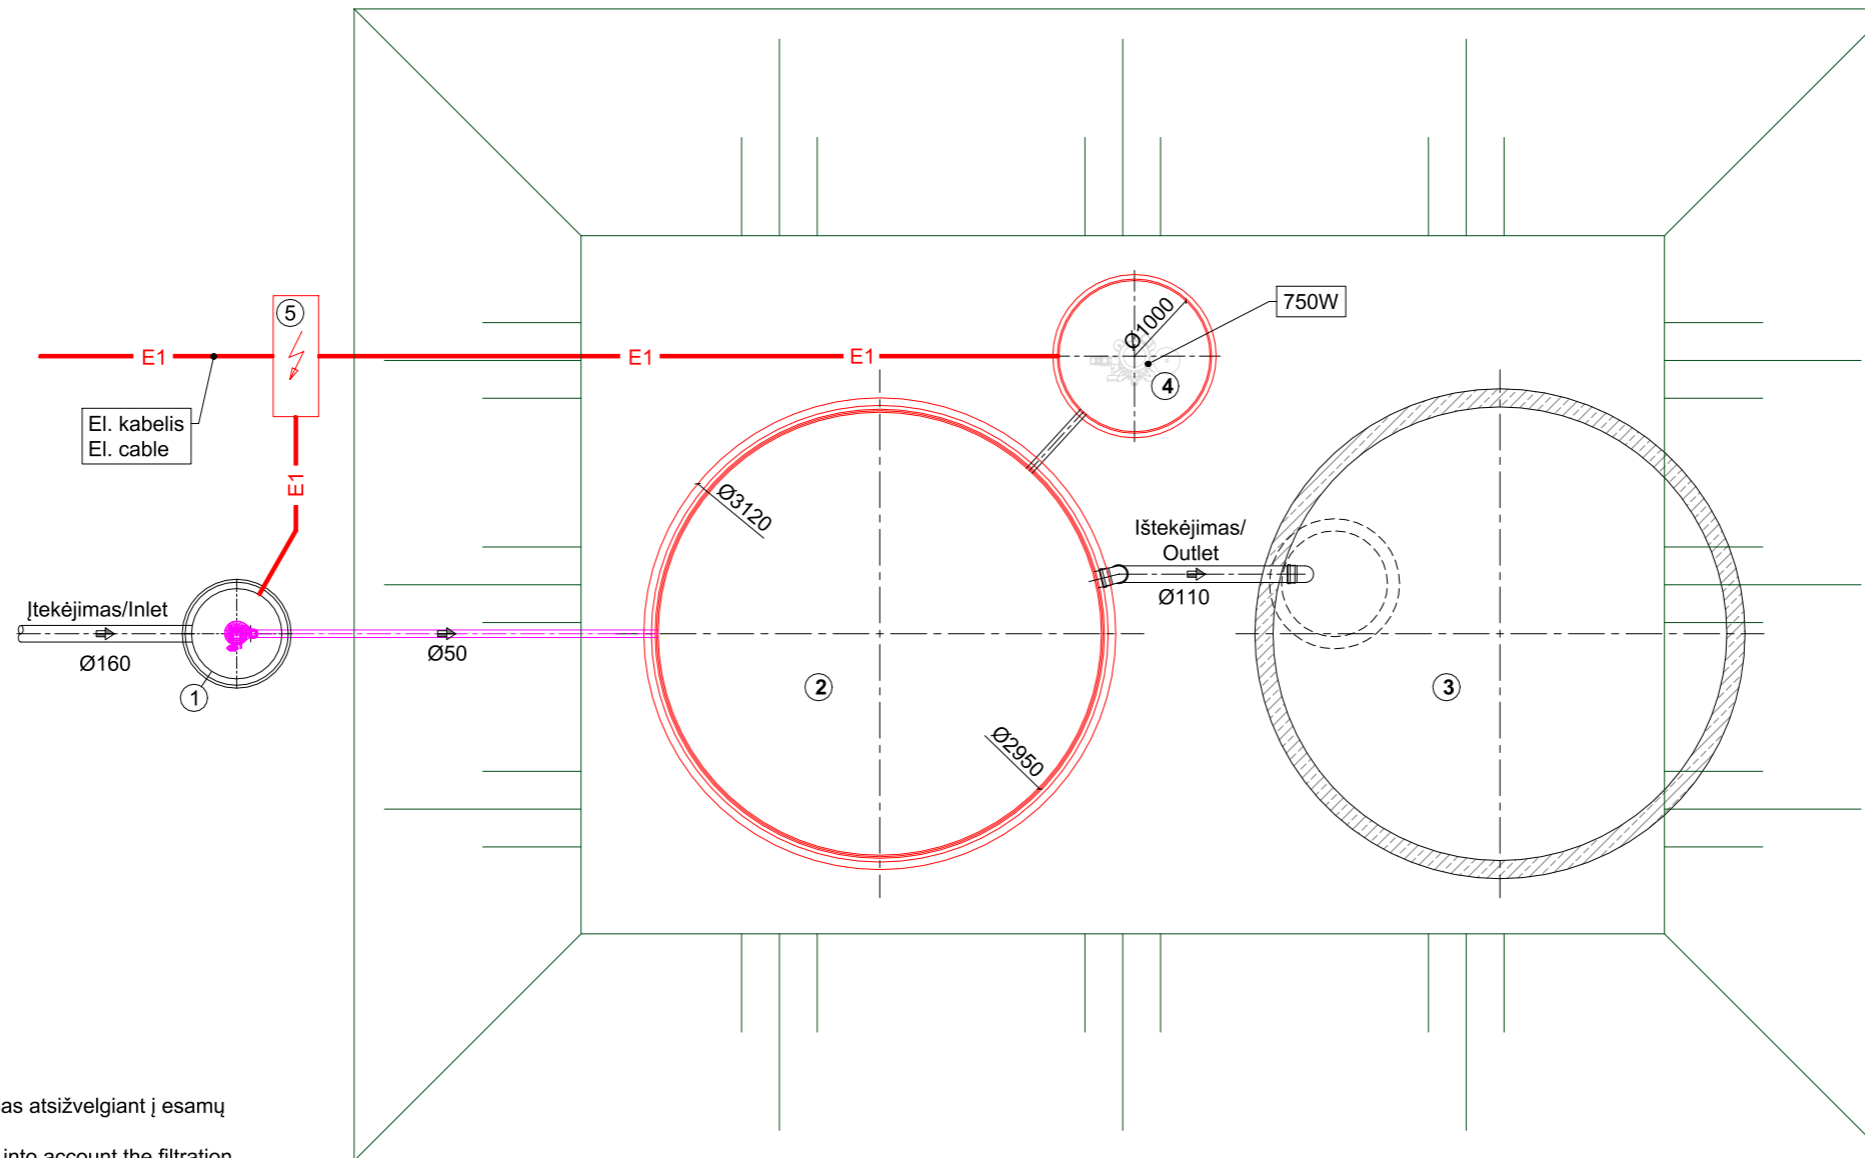 5
E1
E1
E1
El. kabelis
El. cable
E1
Ø1000
750W
4
Ø3120
Ištekėjimas/
Outlet
Ø110
Įtekėjimas/Inlet
Ø160
1
Ø50
2
3
Ø2950
as atsižvelgiant į esamų
into account the filtration